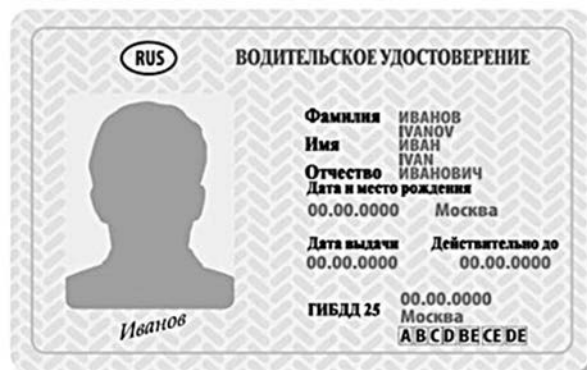 RUS ВОДИТЕЛЬСКОЕ УДОСТОВЕРЕНИЕ
Фамилия ИВАНОВ
IVANOV
Имя ИВАН
IVAN
Отчество ИВАНОВИЧ
Дата и место рождения
00.00.0000 Москва
Дата выдачи Действительно до
00.00.0000 00.00.0000
ГИБДД 25 00.00.0000
Москва
A B C D BE CE DE
Иванов